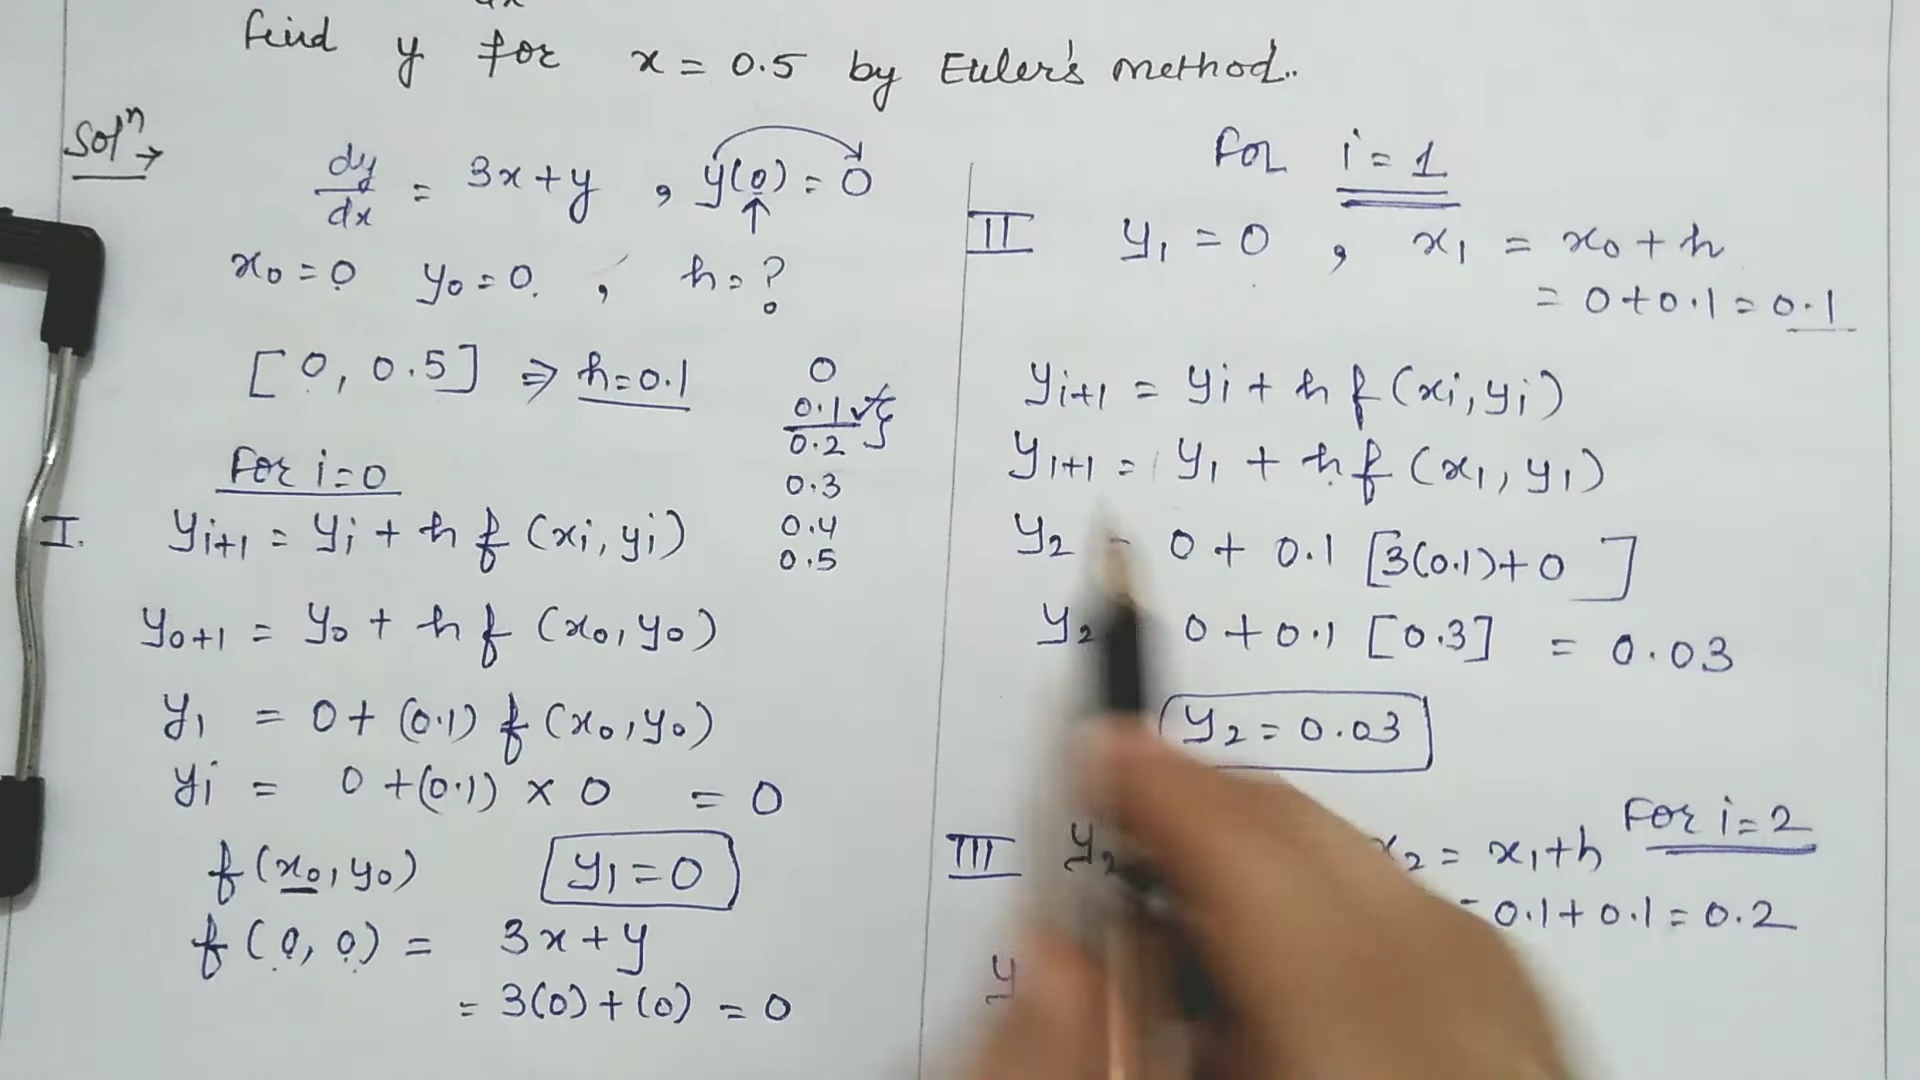 Find y for x = 0.5 by Euler's method..
Solⁿ →
dy/dx = 3x+y , y(0) = 0
x₀ = 0 y₀ = 0. , h = ?
[0, 0.5] ⇒ h=0.1
0
0.1 ✓
0.2
0.3
0.4
0.5
For i=0
I. yᵢ₊₁ = yᵢ + h f (xᵢ, yᵢ)
y₀₊₁ = y₀ + h f (x₀, y₀)
y₁ = 0 + (0.1) f (x₀, y₀)
yi = 0 + (0.1) × 0 = 0
f (x₀, y₀) y₁ = 0
f (0, 0) = 3x+y
= 3(0) + (0) = 0
For i = 1
II y₁ = 0 , x₁ = x₀ + h
= 0 + 0.1 = 0.1
yᵢ₊₁ = yᵢ + h f (xᵢ, yᵢ)
y₁₊₁ = y₁ + h f (x₁, y₁)
y₂ = 0 + 0.1 [3(0.1)+0 ]
y₂ 0 + 0.1 [0.3] = 0.03
y₂ = 0.03
For i = 2
III y₂ x₂ = x₁+h
= 0.1 + 0.1 = 0.2
y